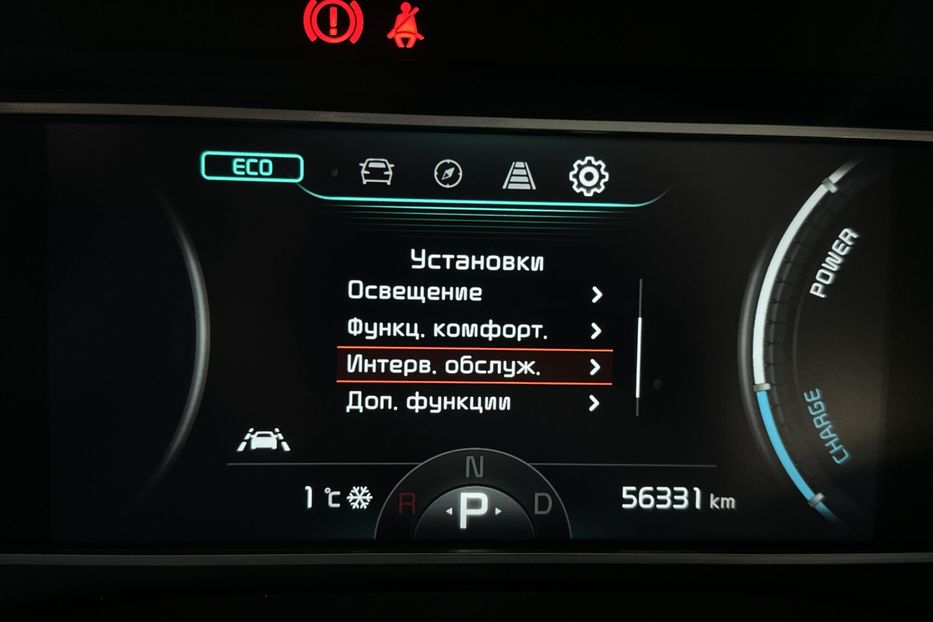 ECO
Установки
Освещение
Функц. комфорт.
Интерв. обслуж.
Доп. функции
POWER
CHARGE
N
1 °C
R P D
56331 km